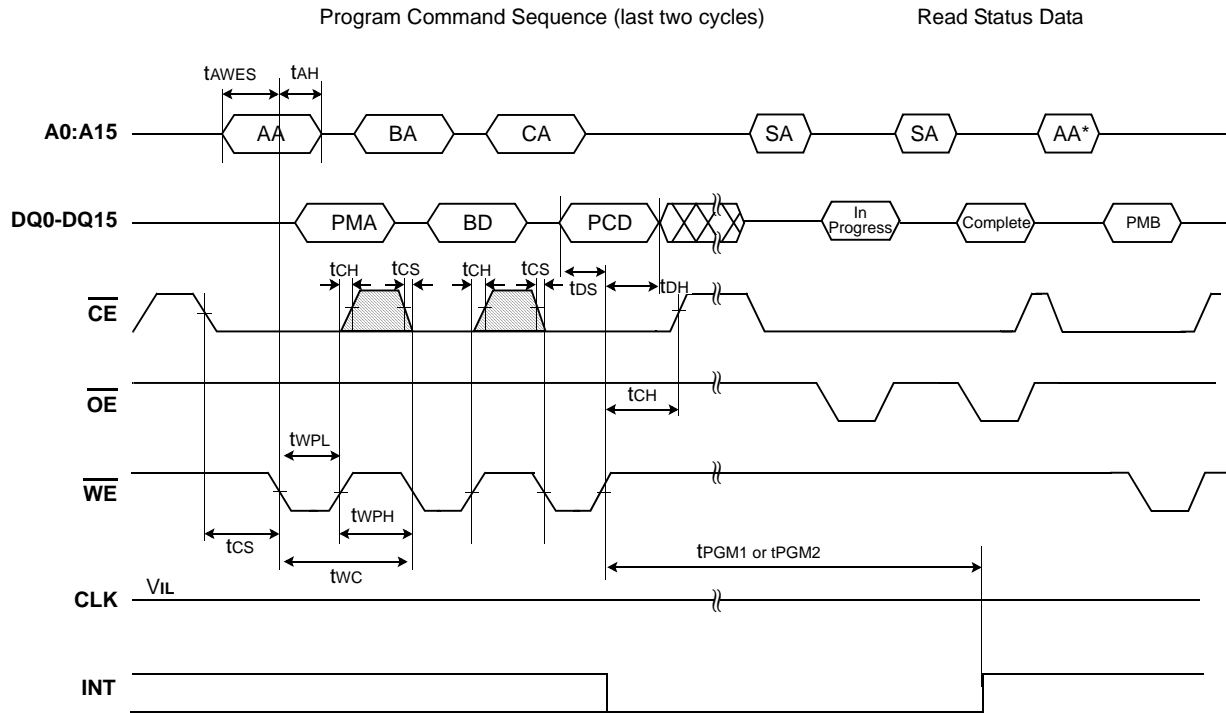 Program Command Sequence (last two cycles) Read Status Data
tAWES tAH
A0:A15 AA BA CA SA SA AA*
DQ0-DQ15 PMA BD PCD In Progress Complete PMB
tCH tCS tCH tCS tDS tDH
CE
tCH
OE
tWPL
WE
tWPH
tCS tPGM1 or tPGM2
tWC
VIL
CLK
INT